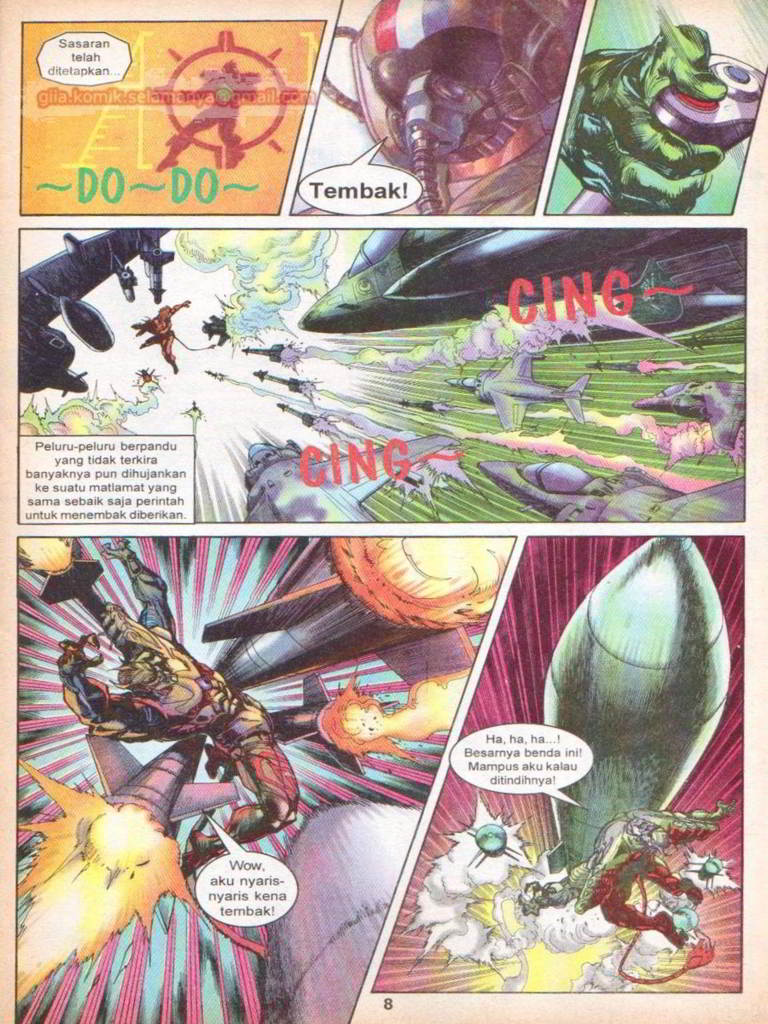 Sasaran
telah
ditetapkan...
giia.komik.selamanya@gmail.com
~DO~DO~
Tembak!
CING~
CING~
Peluru-peluru berpandu
yang tidak terkira
banyaknya pun dihujankan
ke suatu matlamat yang
sama sebaik saja perintah
untuk menembak diberikan.
Wow,
aku nyaris-
nyaris kena
tembak!
Ha, ha, ha...!
Besarnya benda ini!
Mampus aku kalau
ditindihnya!
8